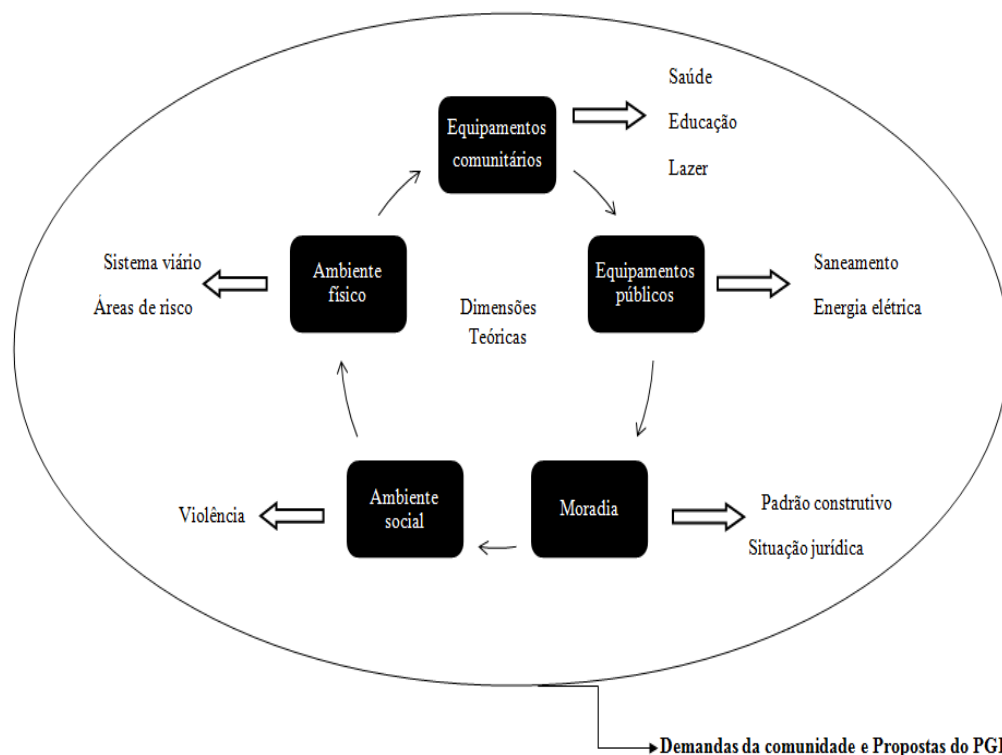 Saúde
Educação
Lazer
Equipamentos
comunitários
Sistema viário
Áreas de risco
Ambiente
físico
Dimensões
Teóricas
Equipamentos
públicos
Saneamento
Energia elétrica
Violência
Ambiente
social
Moradia
Padrão construtivo
Situação jurídica
Demandas da comunidade e Propostas do